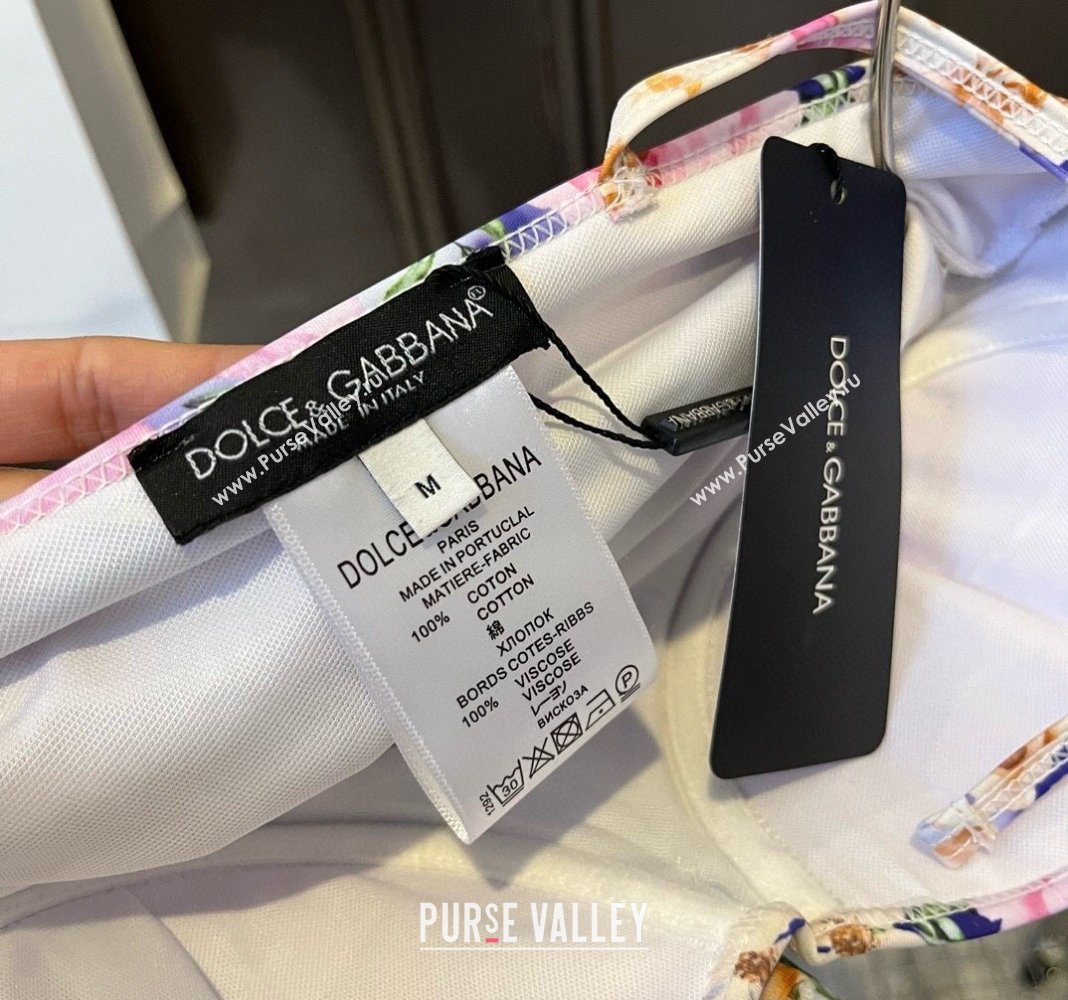 DOLCE & GABBANA®
MADE IN ITALY
www.PurseValley.ru
M
DOLCE & GABBANA
PARIS
MADE IN PORTUCLAL
MATIERE-FABRIC
100% COTON
COTTON
綿
ХЛОПОК
BORDS COTES-RIBBS
100% VISCOSE
VISCOSE
レーヨン
ВИСКОЗА
30
P
1292
DOLCE & GABBANA
www.PurseValley.ru
PURSE VALLEY